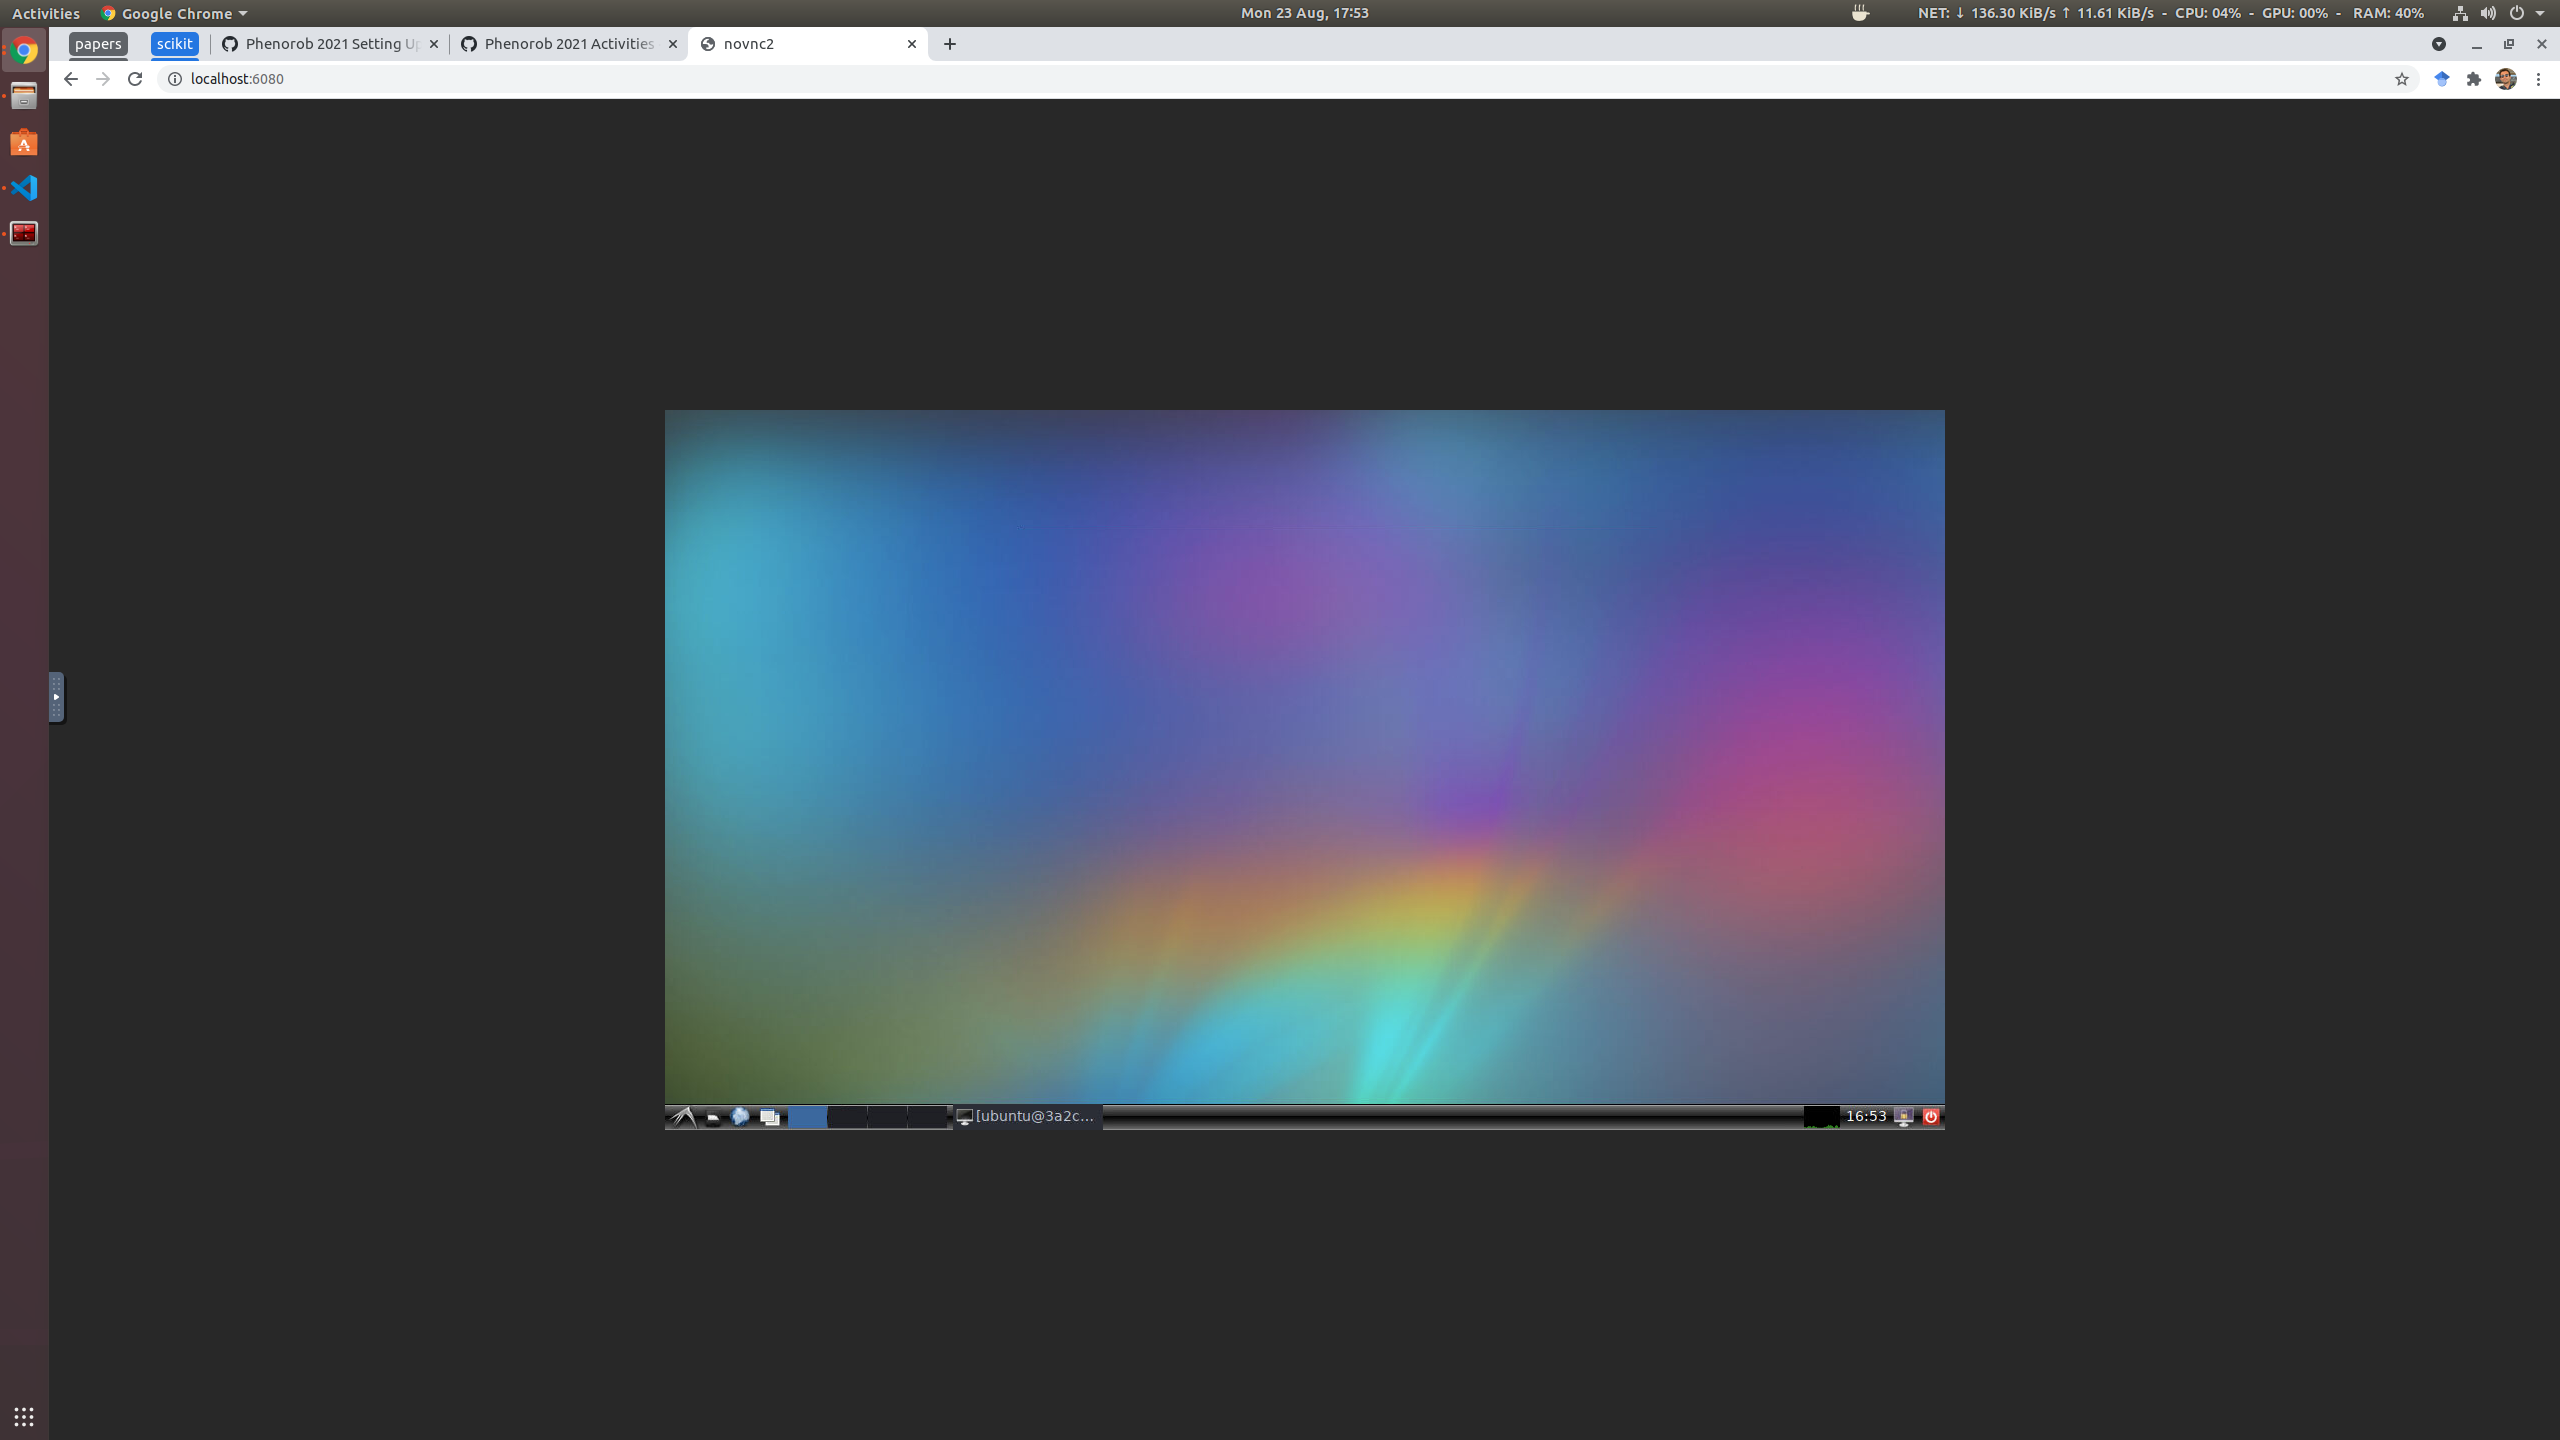 Activities Google Chrome Mon 23 Aug, 17:53 NET: ↓ 136.30 KiB/s ↑ 11.61 KiB/s - CPU: 04% - GPU: 00% - RAM: 40%
papers scikit Phenorob 2021 Setting Up Phenorob 2021 Activities novnc2
localhost:6080
[ubuntu@3a2c... 16:53